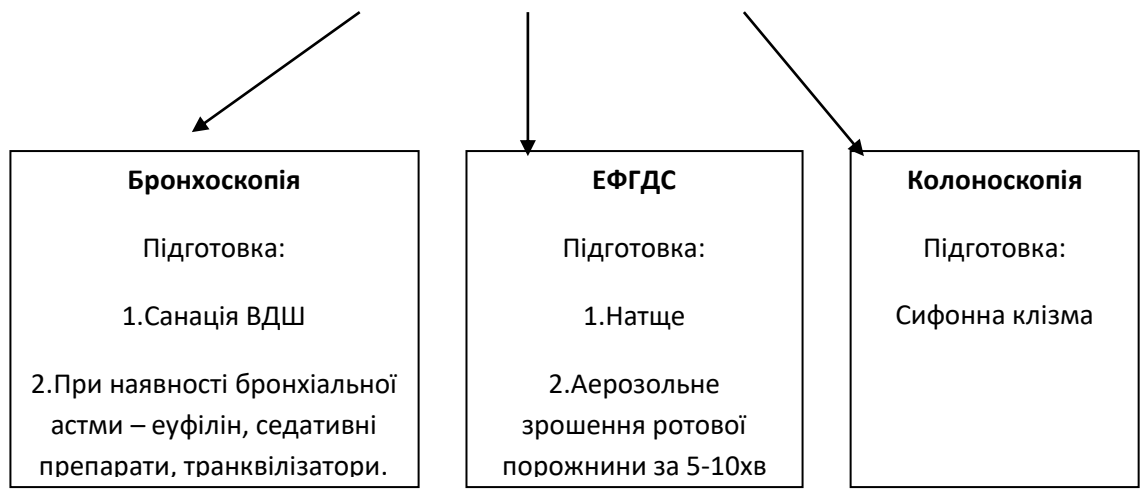 Бронхоскопія
Підготовка:
1.Санація ВДШ
2.При наявності бронхіальної
астми – еуфілін, седативні
препарати, транквілізатори.
ЕФГДС
Підготовка:
1.Натще
2.Аерозольне
зрошення ротової
порожнини за 5-10хв
Колоноскопія
Підготовка:
Сифонна клізма